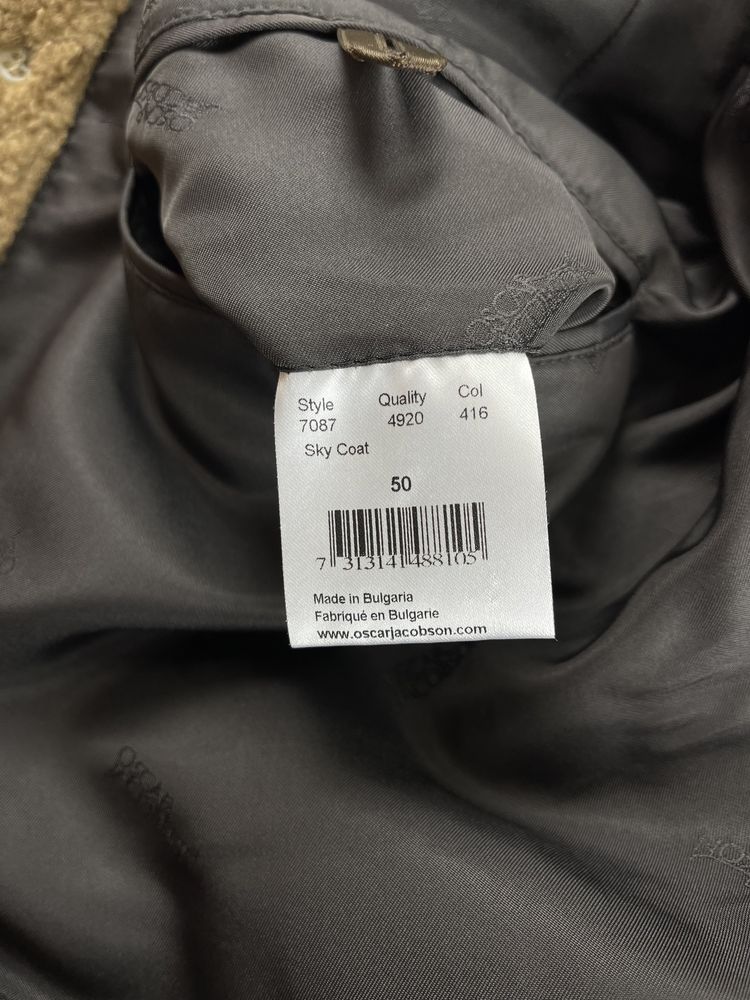 Style Quality Col
7087 4920 416
Sky Coat
50
7 313141 488105
Made in Bulgaria
Fabriqué en Bulgarie
www.oscarjacobson.com
OSCAR